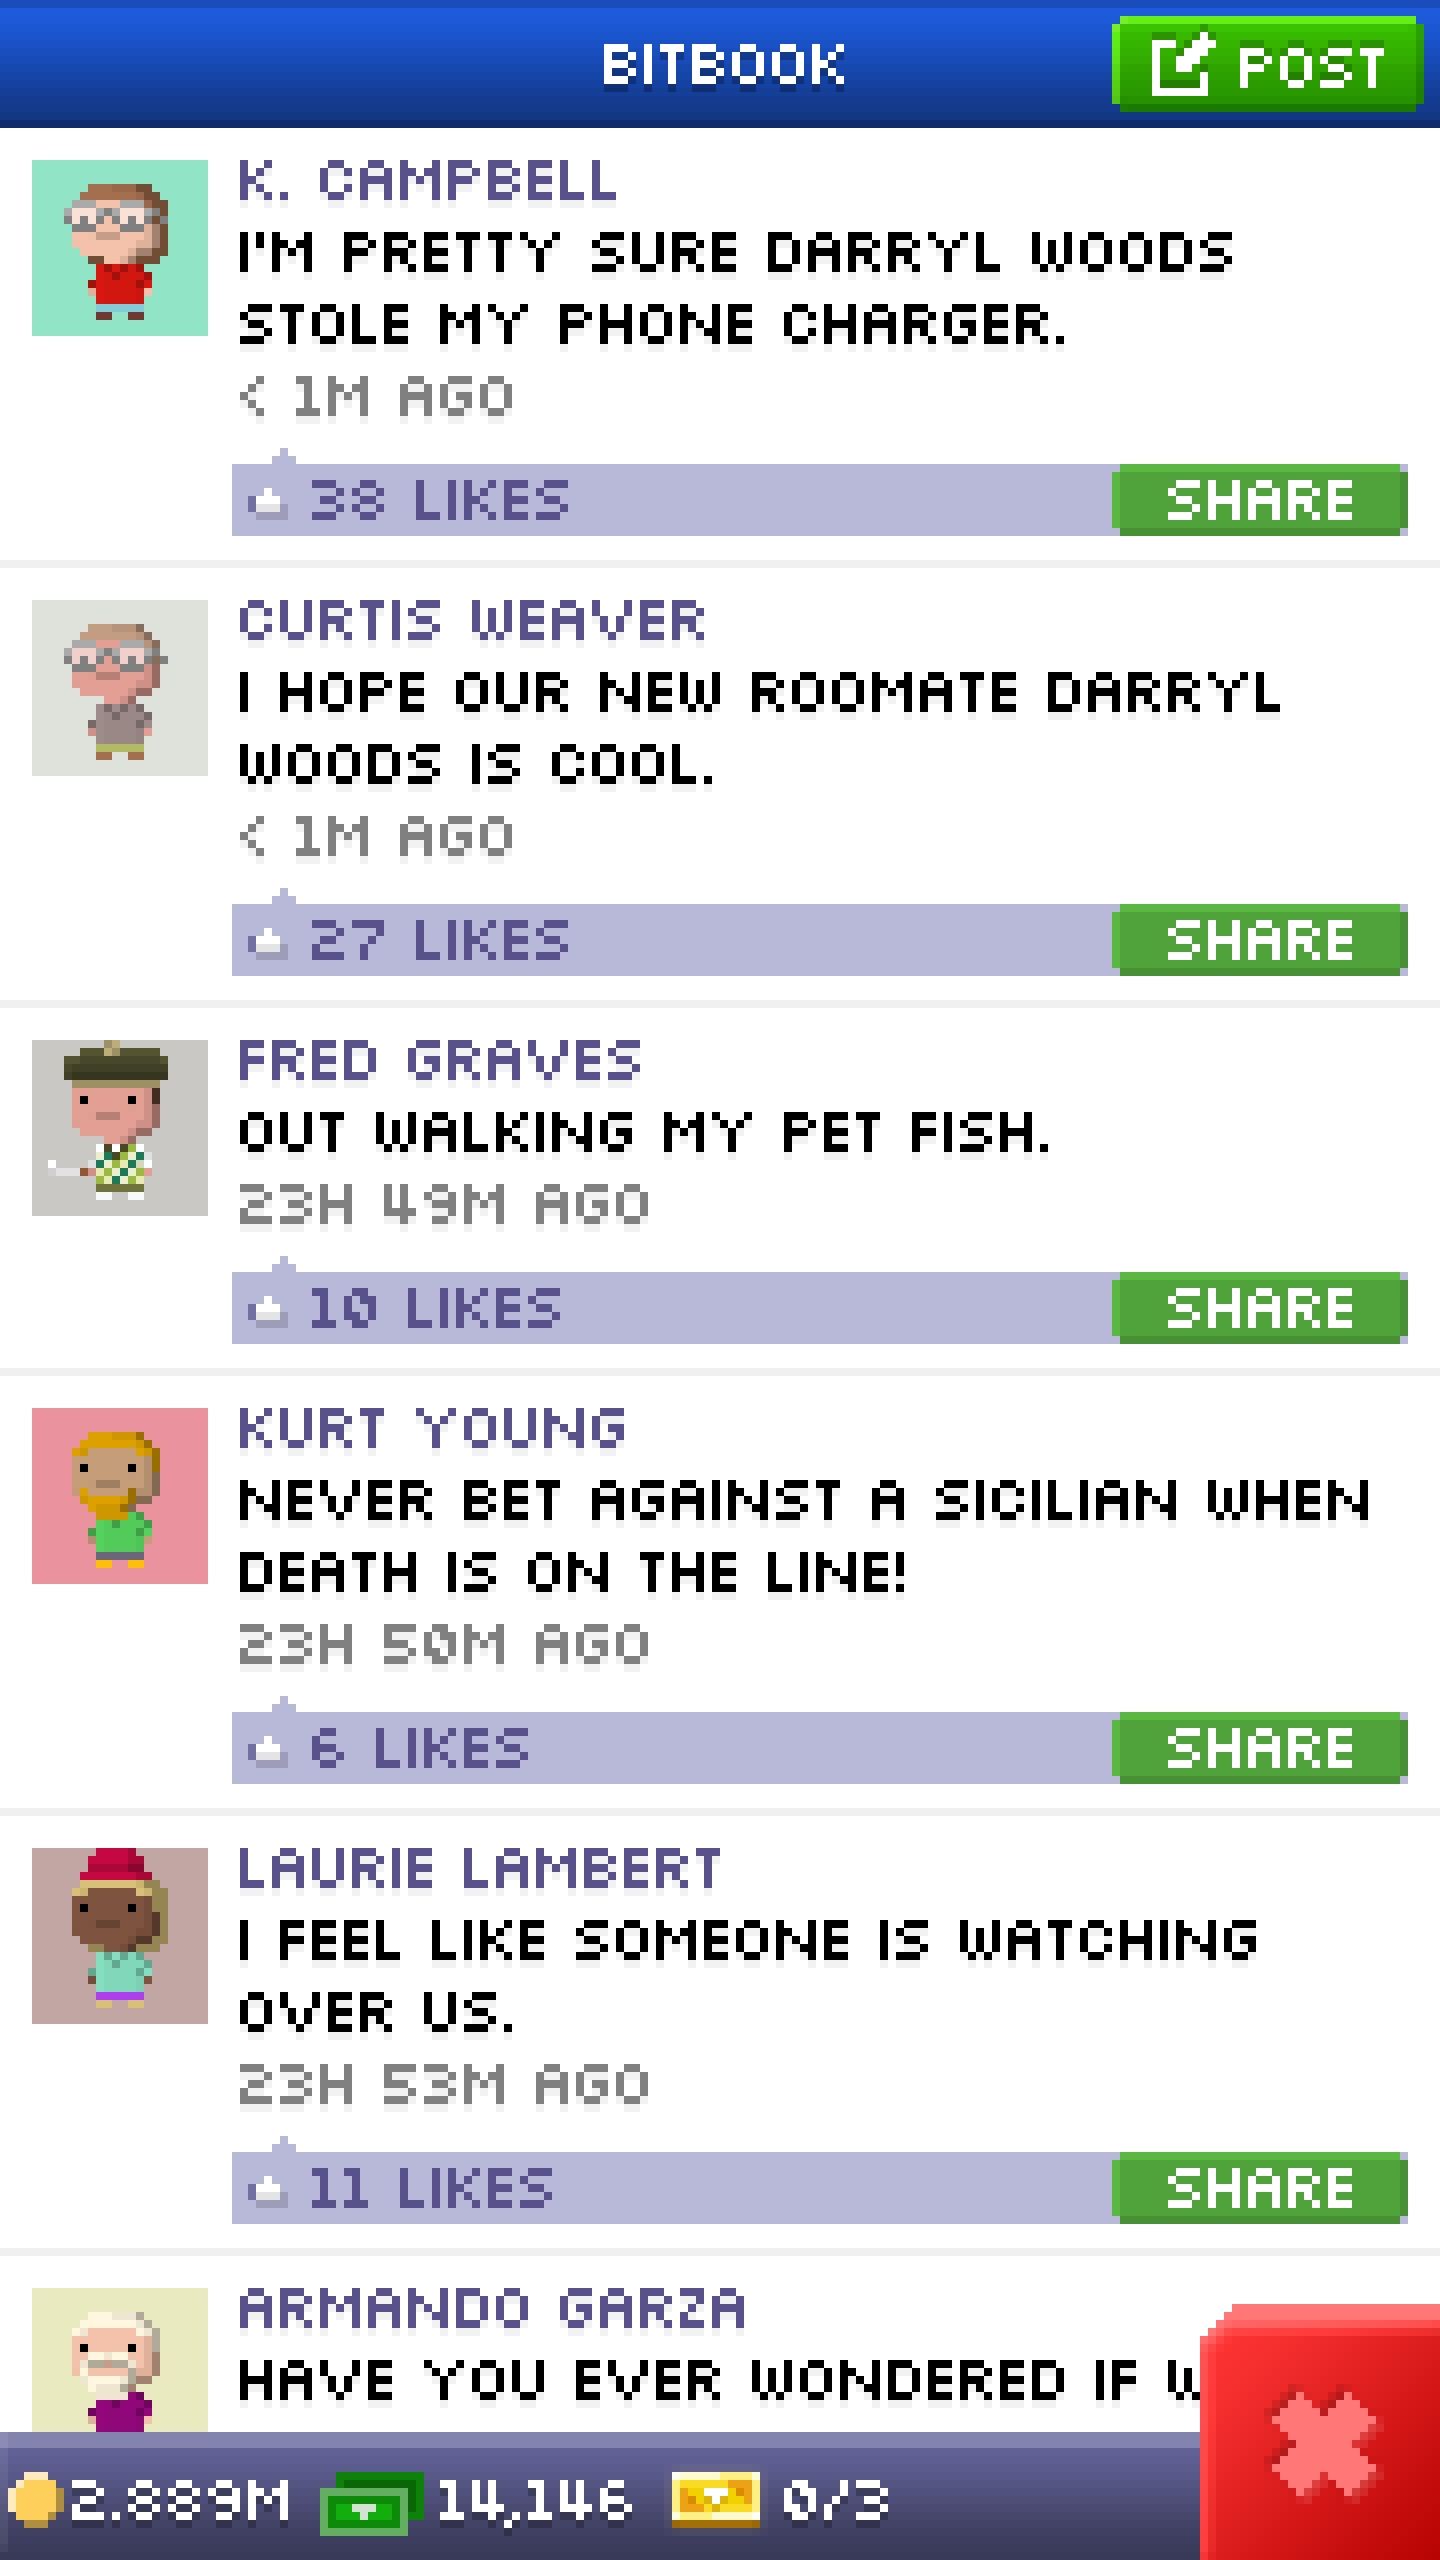 BITBOOK
POST
K. CAMPBELL
I'M PRETTY SURE DARRYL WOODS
STOLE MY PHONE CHARGER.
< 1M AGO
38 LIKES
SHARE
CURTIS WEAVER
I HOPE OUR NEW ROOMATE DARRYL
WOODS IS COOL.
< 1M AGO
27 LIKES
SHARE
FRED GRAVES
OUT WALKING MY PET FISH.
23H 49M AGO
10 LIKES
SHARE
KURT YOUNG
NEVER BET AGAINST A SICILIAN WHEN
DEATH IS ON THE LINE!
23H 50M AGO
6 LIKES
SHARE
LAURIE LAMBERT
I FEEL LIKE SOMEONE IS WATCHING
OVER US.
23H 53M AGO
11 LIKES
SHARE
ARMANDO GARZA
HAVE YOU EVER WONDERED IF
2.889M 14,146 0/3